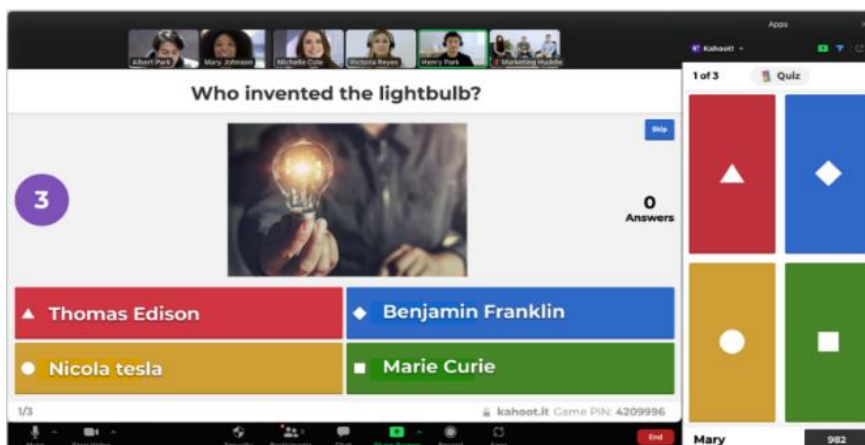 Apps
Albert Park
Mary Johnson
Michelle Cole
Victoria Reyes
Henry Park
Marketing Huddle
Kahoot!
1 of 3
Quiz
Who invented the lightbulb?
Skip
3
0
Answers
Thomas Edison
Benjamin Franklin
Nicola tesla
Marie Curie
1/3
kahoot.it Game PIN: 4209996
End
Mary
982